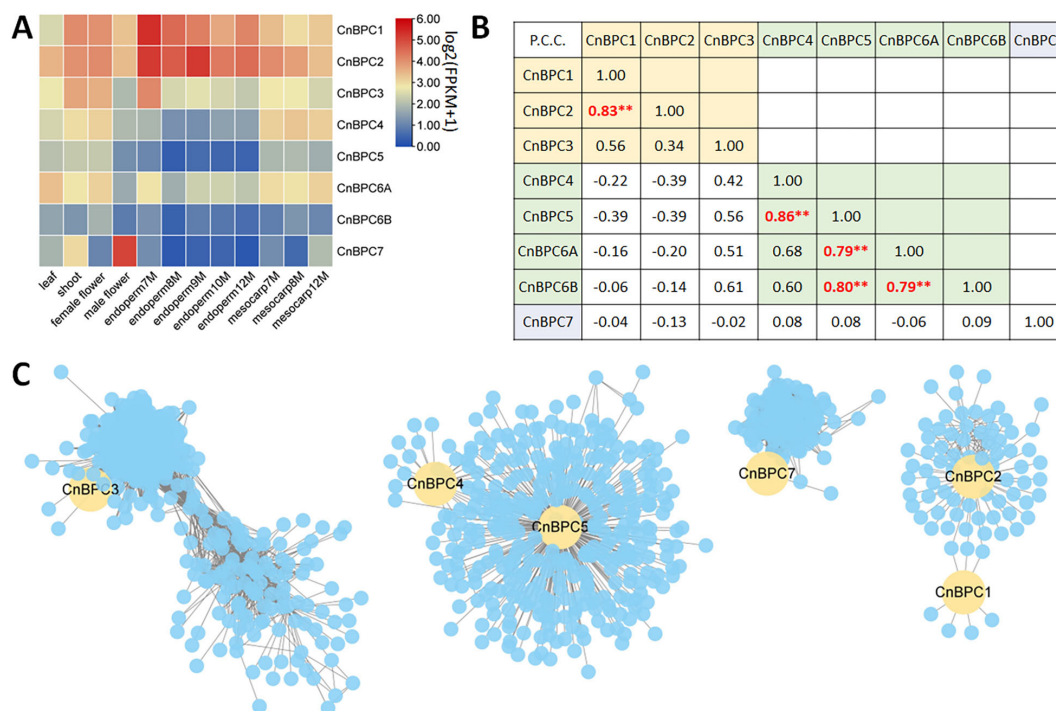 A
6.00
5.00
4.00
3.00
2.00
1.00
0.00
log2(FPKM+1)
CnBPC1
CnBPC2
CnBPC3
CnBPC4
CnBPC5
CnBPC6A
CnBPC6B
CnBPC7
leaf
shoot
female flower
male flower
endoperm7M
endoperm8M
endoperm9M
endoperm10M
endoperm12M
mesocarp7M
mesocarp8M
mesocarp12M
B
P.C.C. CnBPC1 CnBPC2 CnBPC3 CnBPC4 CnBPC5 CnBPC6A CnBPC6B CnBPC
CnBPC1 1.00
CnBPC2 0.83** 1.00
CnBPC3 0.56 0.34 1.00
CnBPC4 -0.22 -0.39 0.42 1.00
CnBPC5 -0.39 -0.39 0.56 0.86** 1.00
CnBPC6A -0.16 -0.20 0.51 0.68 0.79** 1.00
CnBPC6B -0.06 -0.14 0.61 0.60 0.80** 0.79** 1.00
CnBPC7 -0.04 -0.13 -0.02 0.08 0.08 -0.06 0.09 1.00
C
CnBPC3
CnBPC4
CnBPC5
CnBPC7
CnBPC2
CnBPC1